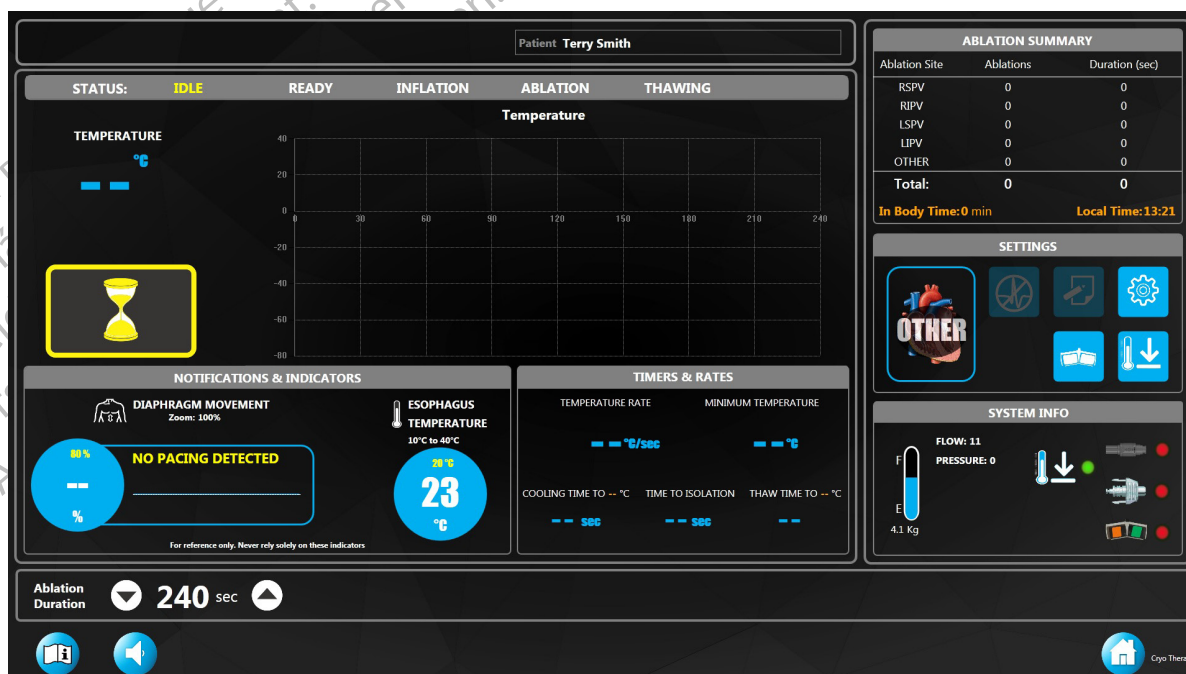 Patient Terry Smith
STATUS: IDLE READY INFLATION ABLATION THAWING
TEMPERATURE
°C
-- --
Temperature
40
20
0
0 30 60 90 120 150 180 210 240
-20
-40
-60
-80
NOTIFICATIONS & INDICATORS
DIAPHRAGM MOVEMENT
Zoom: 100%
80 %
--
%
NO PACING DETECTED
ESOPHAGUS
TEMPERATURE
10°C to 40°C
20 °C
23
°C
For reference only. Never rely solely on these indicators
TIMERS & RATES
TEMPERATURE RATE MINIMUM TEMPERATURE
-- --°C/sec -- --°C
COOLING TIME TO -- °C TIME TO ISOLATION THAW TIME TO -- °C
-- -- sec -- -- sec -- --
ABLATION SUMMARY
Ablation Site Ablations Duration (sec)
RSPV 0 0
RIPV 0 0
LSPV 0 0
LIPV 0 0
OTHER 0 0
Total: 0 0
In Body Time:0 min Local Time:13:21
SETTINGS
OTHER
SYSTEM INFO
FLOW: 11
PRESSURE: 0
F
E
4.1 Kg
Ablation
Duration
240 sec
i
Cryo Thera